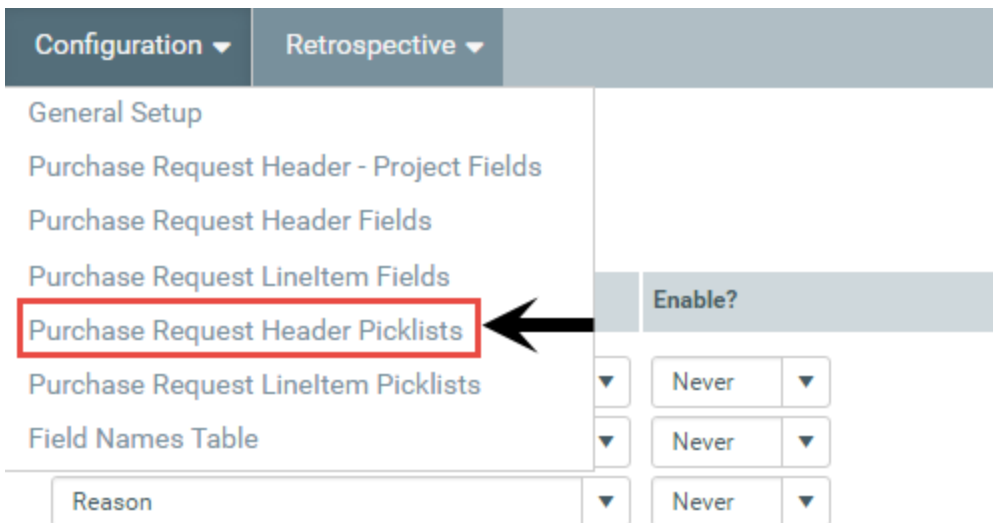 Configuration Retrospective
General Setup
Purchase Request Header - Project Fields
Purchase Request Header Fields
Purchase Request LineItem Fields
Enable?
Purchase Request Header Picklists
Purchase Request LineItem Picklists
Never
Field Names Table
Never
Reason Never